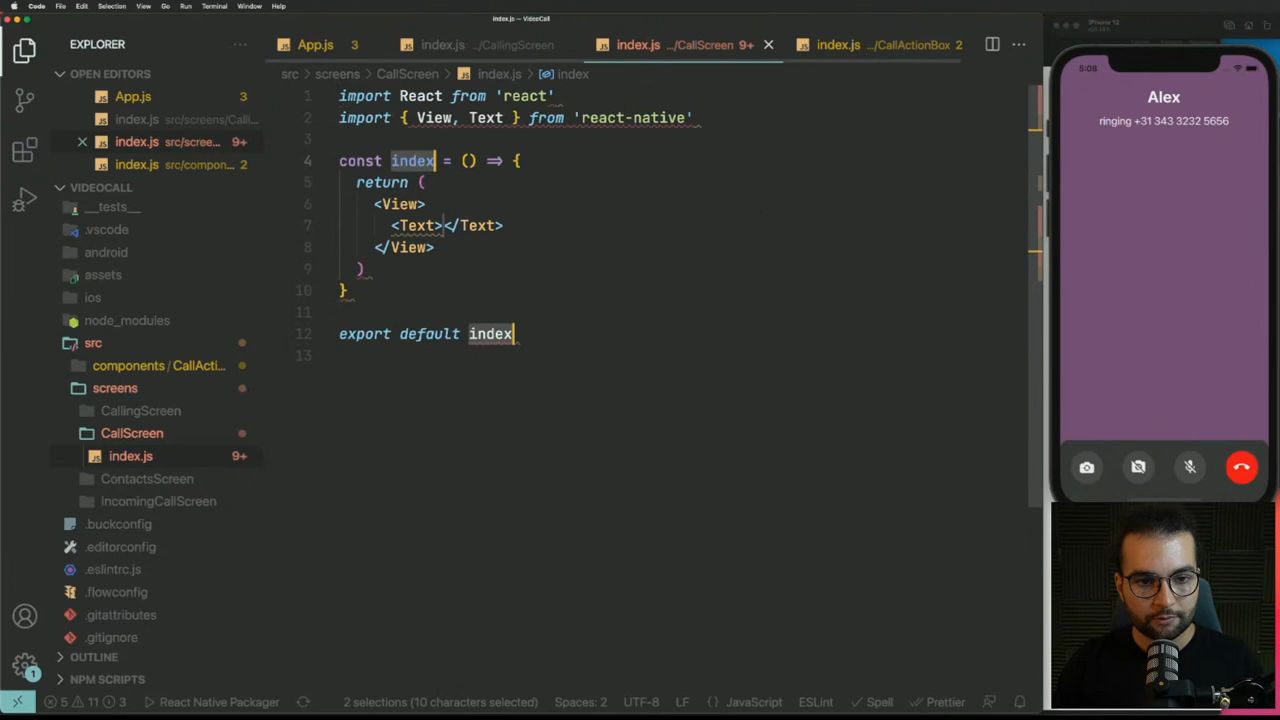 Code File Edit Selection View Go Run Terminal Window Help
index.js — VideoCall
EXPLORER
OPEN EDITORS
App.js 3
index.js src/screens/Calli...
index.js src/scree... 9+
index.js src/compon... 2
VIDEOCALL
__tests__
.vscode
android
assets
ios
node_modules
src
components / CallActi...
screens
CallingScreen
CallScreen
index.js 9+
ContactsScreen
IncomingCallScreen
.buckconfig
.editorconfig
.eslintrc.js
.flowconfig
.gitattributes
.gitignore
OUTLINE
NPM SCRIPTS
1
App.js 3
index.js .../CallingScreen
index.js .../CallScreen 9+
index.js .../CallActionBox 2
src > screens > CallScreen > index.js > index
1 import React from 'react'
2 import { View, Text } from 'react-native'
3
4 const index = () => {
5 return (
6 <View>
7 <Text></Text>
8 </View>
9 )
10 }
11
12 export default index
13
5 11 3 React Native Packager 2 selections (10 characters selected) Spaces: 2 UTF-8 LF JavaScript ESLint Spell Prettier
iPhone 12
5:08
Alex
ringing +31 343 3232 5656